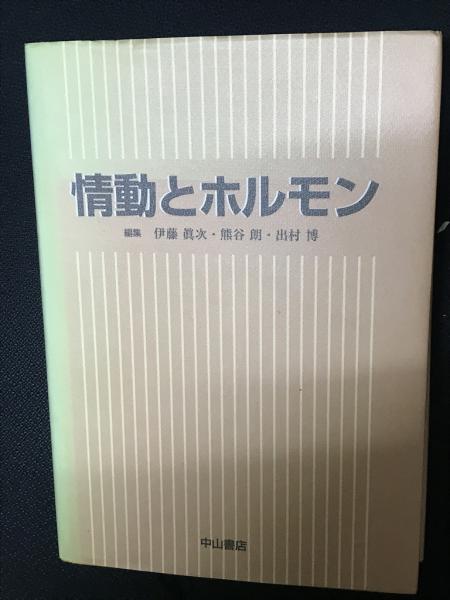 情動とホルモン
編集 伊藤 眞次・熊谷 朗・出村 博
中山書店